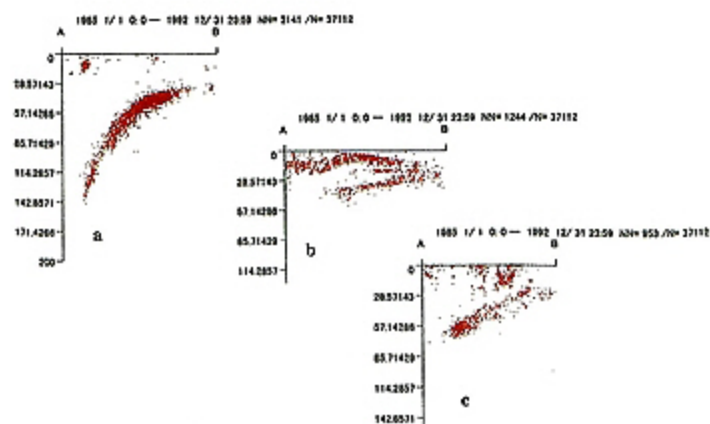 1985 1/1 0:0 -- 1992 12/31 23:59 NN= 3141 /N= 37112
A B
0
28.57143
57.14286
85.71429
114.2857
142.8571
171.4286
200
a
1985 1/1 0:0 -- 1992 12/31 23:59 NN= 1244 /N= 37112
A B
0
28.57143
57.14286
85.71429
114.2857
b
1985 1/1 0:0 -- 1992 12/31 23:59 NN= 953 /N= 37112
A B
0
28.57143
57.14286
85.71429
114.2857
142.8571
c